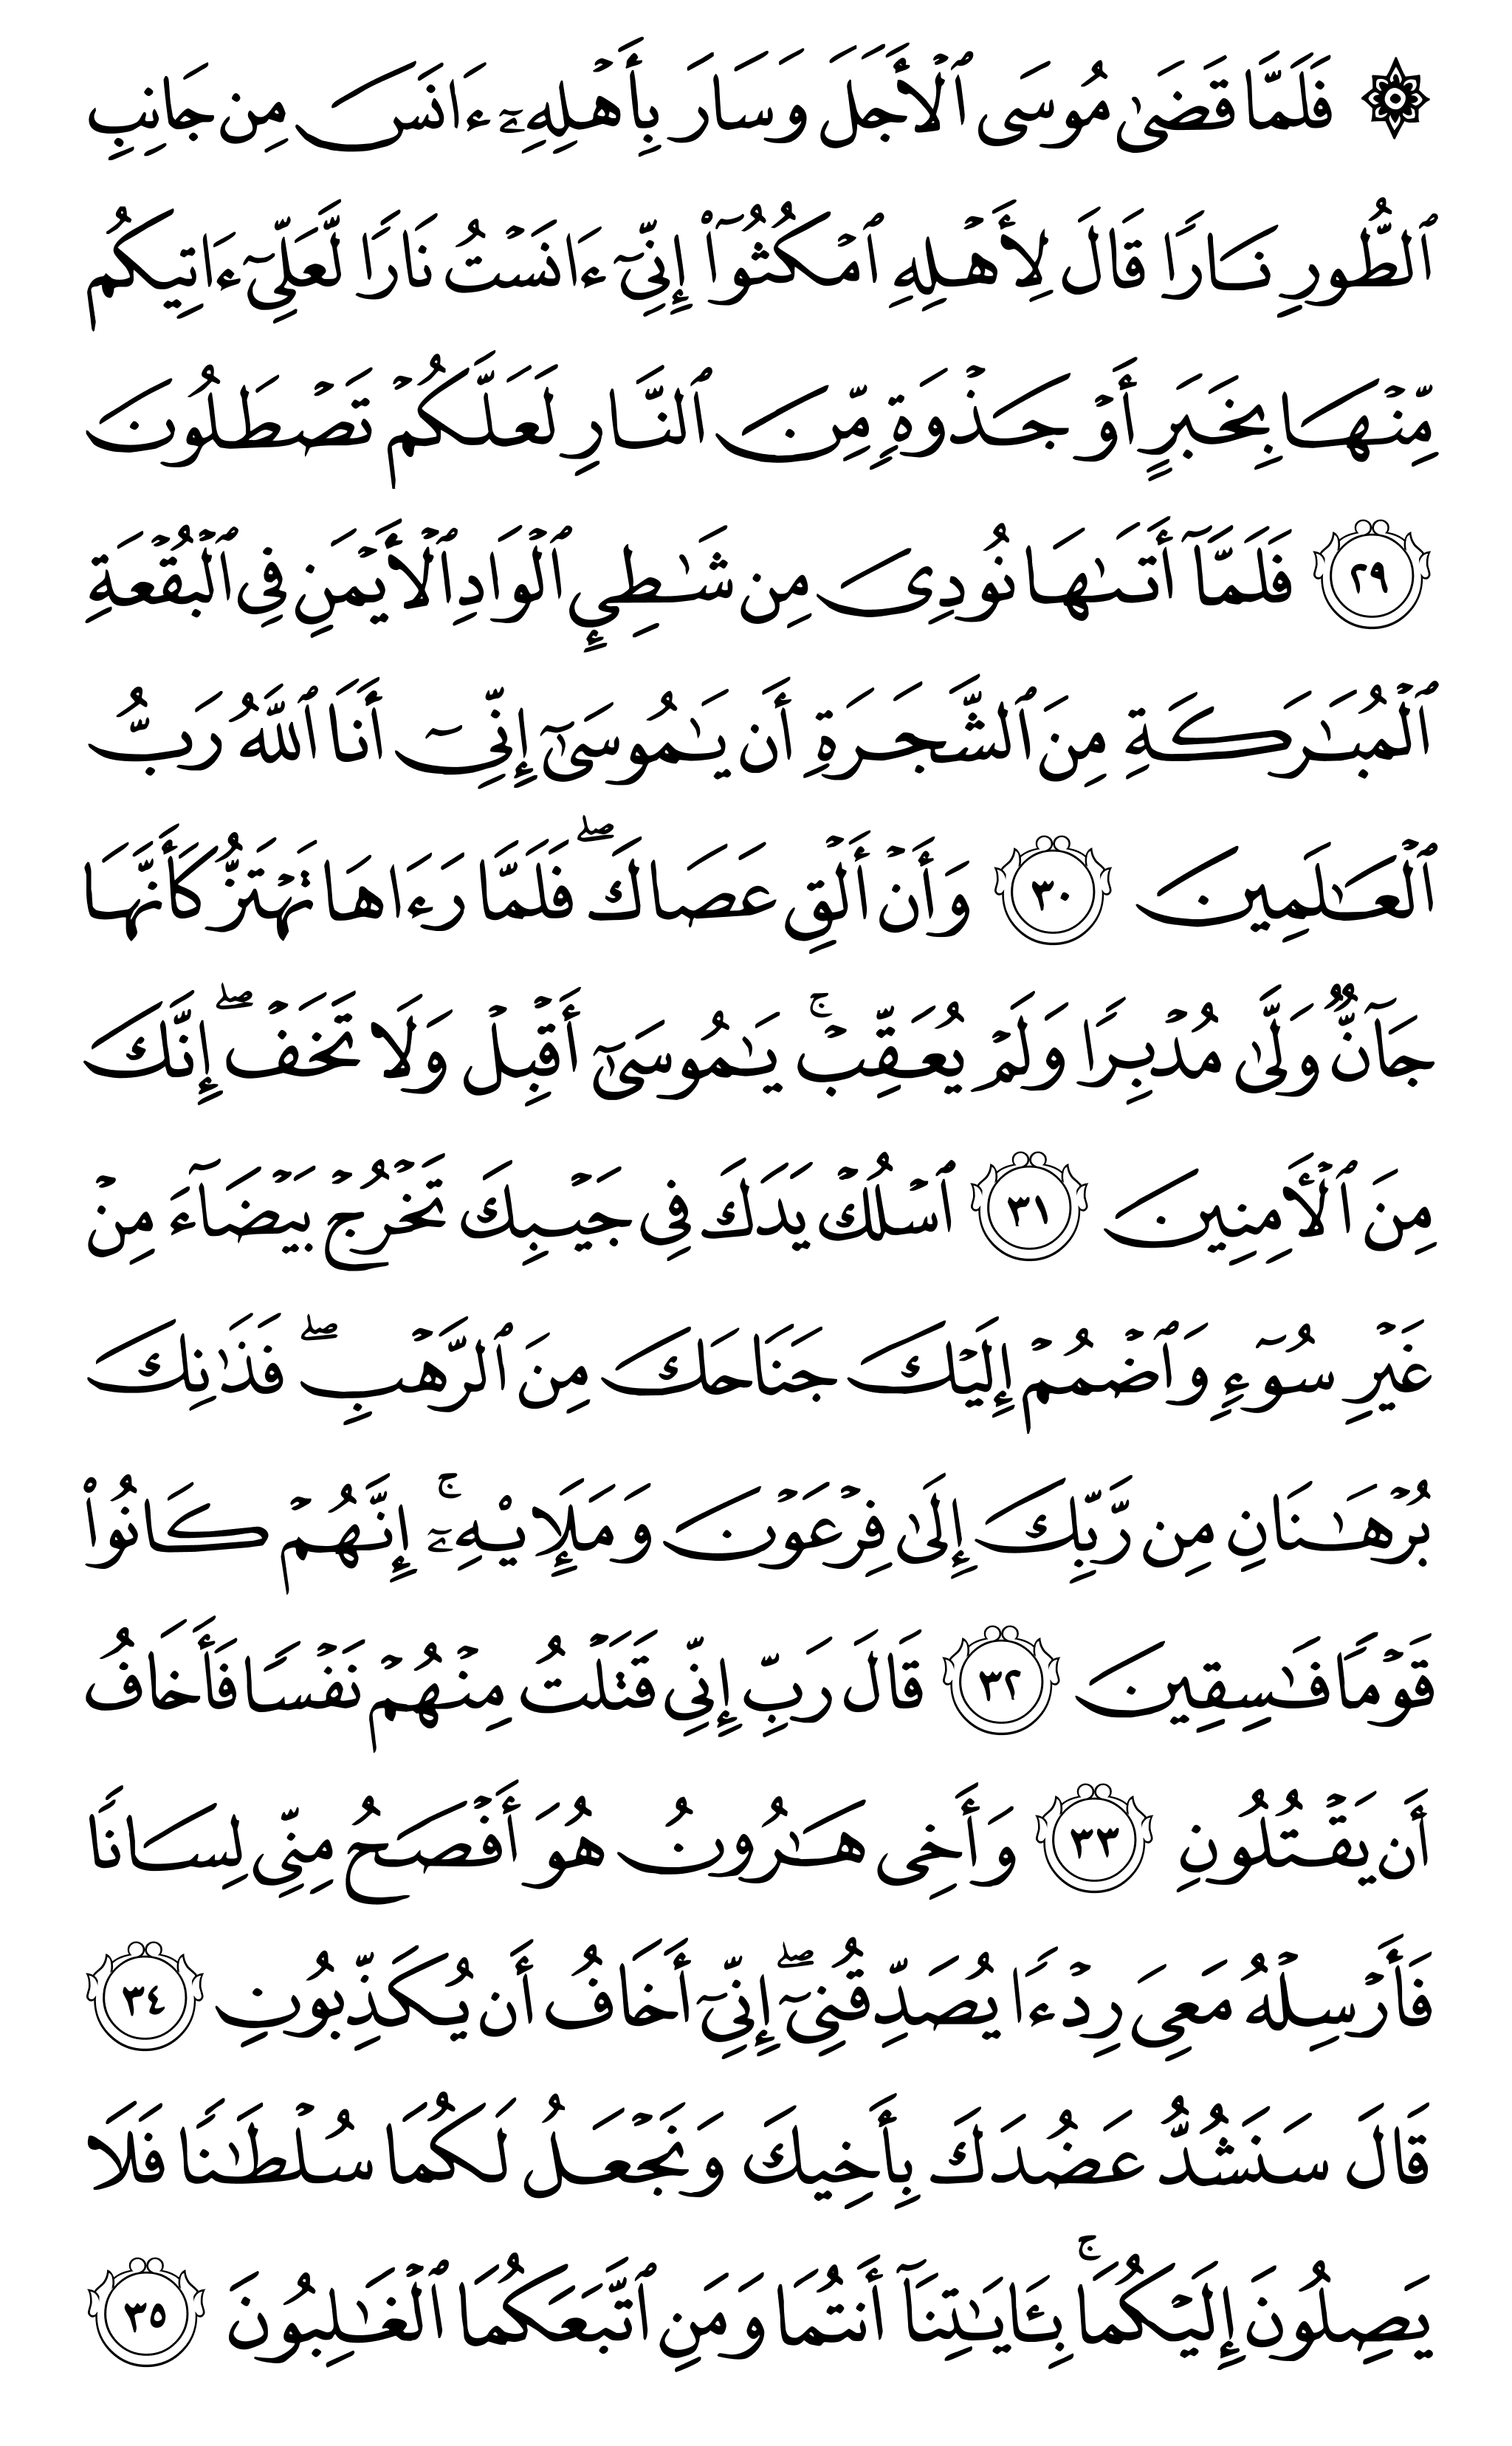 ۞ فَلَمَّا قَضَىٰ مُوسَى ٱلۡأَجَلَ وَسَارَ بِأَهۡلِهِۦٓ ءَانَسَ مِن جَانِبِ
ٱلطُّورِ نَارٗا قَالَ لِأَهۡلِهِ ٱمۡكُثُوٓاْ إِنِّيٓ ءَانَسۡتُ نَارٗا لَّعَلِّيٓ ءَاتِيكُم
مِّنۡهَا بِخَبَرٍ أَوۡ جَذۡوَةٖ مِّنَ ٱلنَّارِ لَعَلَّكُمۡ تَصۡطَلُونَ
٢٩ فَلَمَّآ أَتَىٰهَا نُودِيَ مِن شَٰطِيِٕ ٱلۡوَادِ ٱلۡأَيۡمَنِ فِي ٱلۡبُقۡعَةِ
ٱلۡمُبَٰرَكَةِ مِنَ ٱلشَّجَرَةِ أَن يَٰمُوسَىٰٓ إِنِّيٓ أَنَا ٱللَّهُ رَبُّ
ٱلۡعَٰلَمِينَ ٣٠ وَأَنۡ أَلۡقِ عَصَاكَۖ فَلَمَّا رَءَاهَا تَهۡتَزُّ كَأَنَّهَا
جَآنّٞ وَلَّىٰ مُدۡبِرٗا وَلَمۡ يُعَقِّبۡۚ يَٰمُوسَىٰٓ أَقۡبِلۡ وَلَا تَخَفۡۖ إِنَّكَ
مِنَ ٱلۡأٓمِنِينَ ٣١ ٱسۡلُكۡ يَدَكَ فِي جَيۡبِكَ تَخۡرُجۡ بَيۡضَآءَ مِنۡ
غَيۡرِ سُوٓءٖ وَٱضۡمُمۡ إِلَيۡكَ جَنَاحَكَ مِنَ ٱلرَّهۡبِۖ فَذَٰنِكَ
بُرۡهَٰنَانِ مِن رَّبِّكَ إِلَىٰ فِرۡعَوۡنَ وَمَلَإِيْهِۦٓۚ إِنَّهُمۡ كَانُواْ
قَوۡمٗا فَٰسِقِينَ ٣٢ قَالَ رَبِّ إِنِّي قَتَلۡتُ مِنۡهُمۡ نَفۡسٗا فَأَخَافُ
أَن يَقۡتُلُونِ ٣٣ وَأَخِي هَٰرُونُ هُوَ أَفۡصَحُ مِنِّي لِسَانٗا
فَأَرۡسِلۡهُ مَعِيَ رِدۡءٗا يُصَدِّقُنِيٓۖ إِنِّيٓ أَخَافُ أَن يُكَذِّبُونِ ٣٤
قَالَ سَنَشُدُّ عَضُدَكَ بِأَخِيكَ وَنَجۡعَلُ لَكُمَا سُلۡطَٰنٗا فَلَا
يَصِلُونَ إِلَيۡكُمَا بِـَٔايَٰتِنَآۚ أَنتُمَا وَمَنِ ٱتَّبَعَكُمَا ٱلۡغَٰلِبُونَ ٣٥